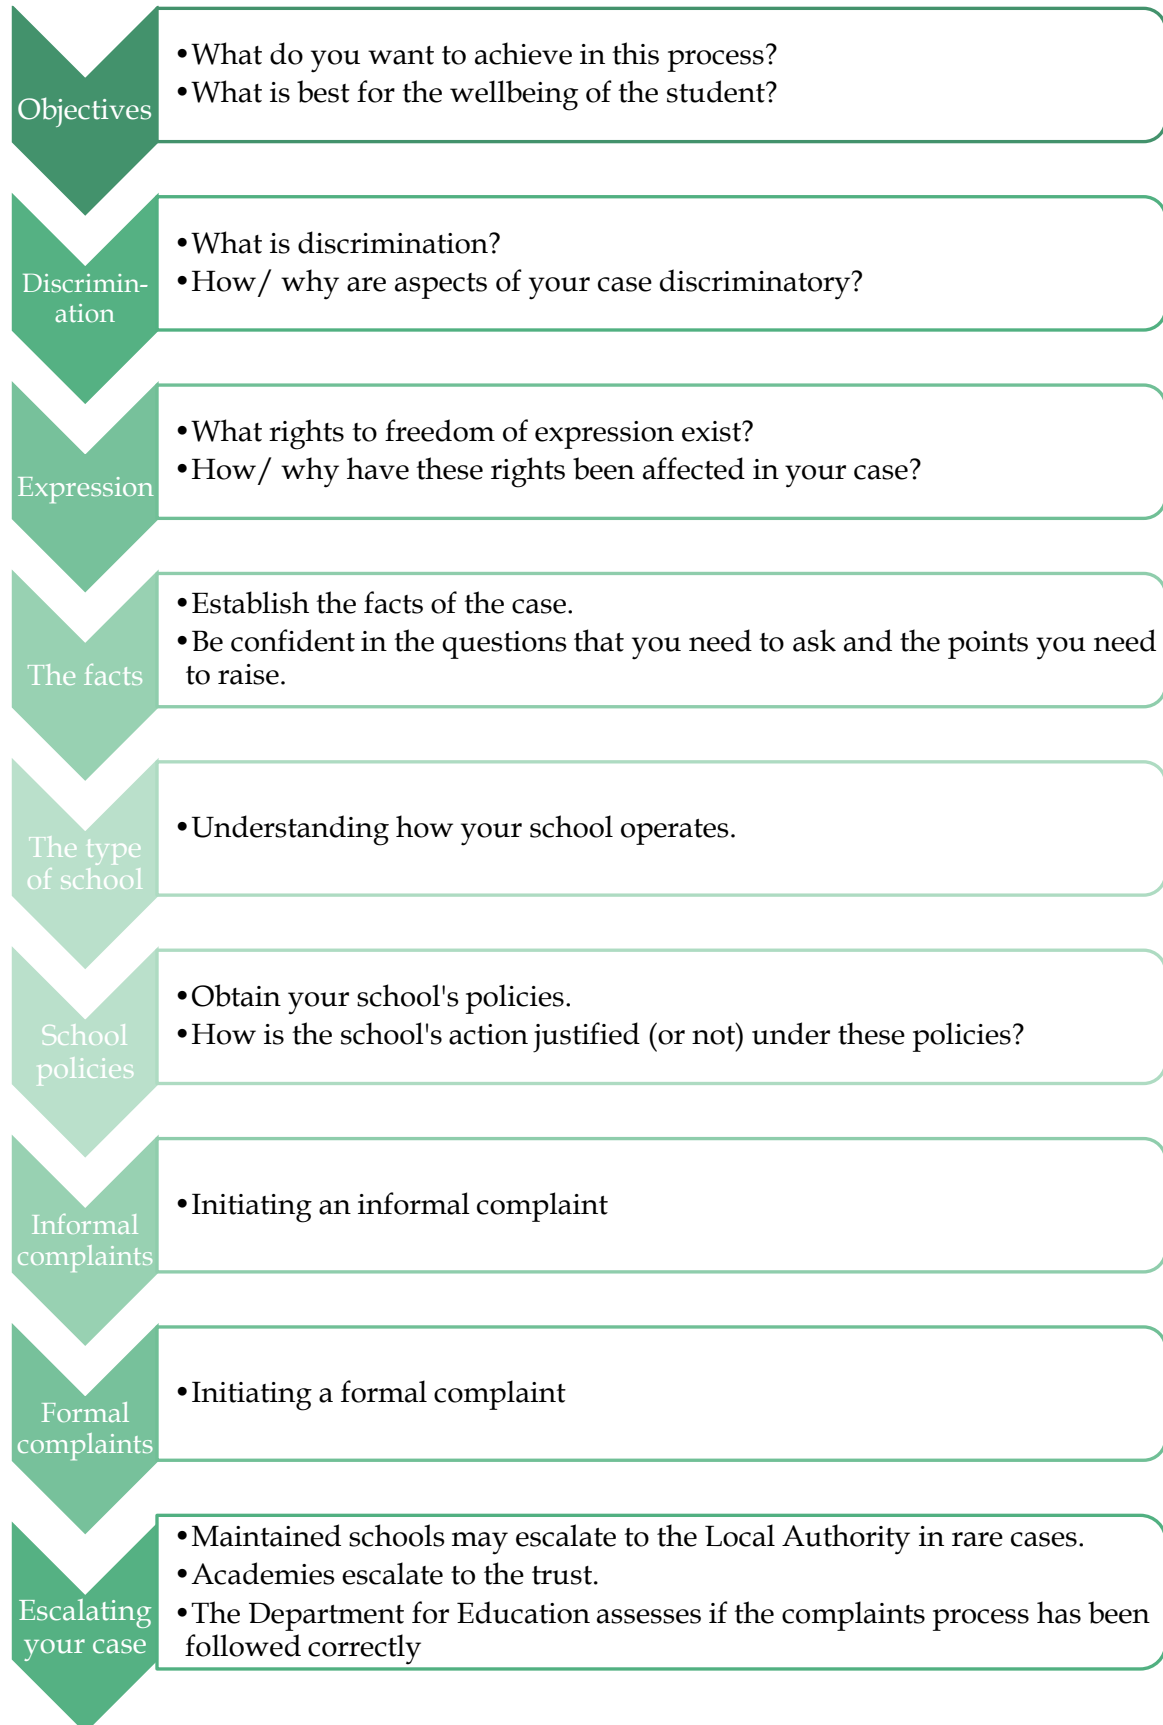 Objectives
•What do you want to achieve in this process?
•What is best for the wellbeing of the student?
Discrimin-
ation
•What is discrimination?
•How/ why are aspects of your case discriminatory?
Expression
•What rights to freedom of expression exist?
•How/ why have these rights been affected in your case?
The facts
•Establish the facts of the case.
•Be confident in the questions that you need to ask and the points you need
to raise.
The type
of school
•Understanding how your school operates.
School
policies
•Obtain your school's policies.
•How is the school's action justified (or not) under these policies?
Informal
complaints
•Initiating an informal complaint
Formal
complaints
•Initiating a formal complaint
Escalating
your case
•Maintained schools may escalate to the Local Authority in rare cases.
•Academies escalate to the trust.
•The Department for Education assesses if the complaints process has been
followed correctly